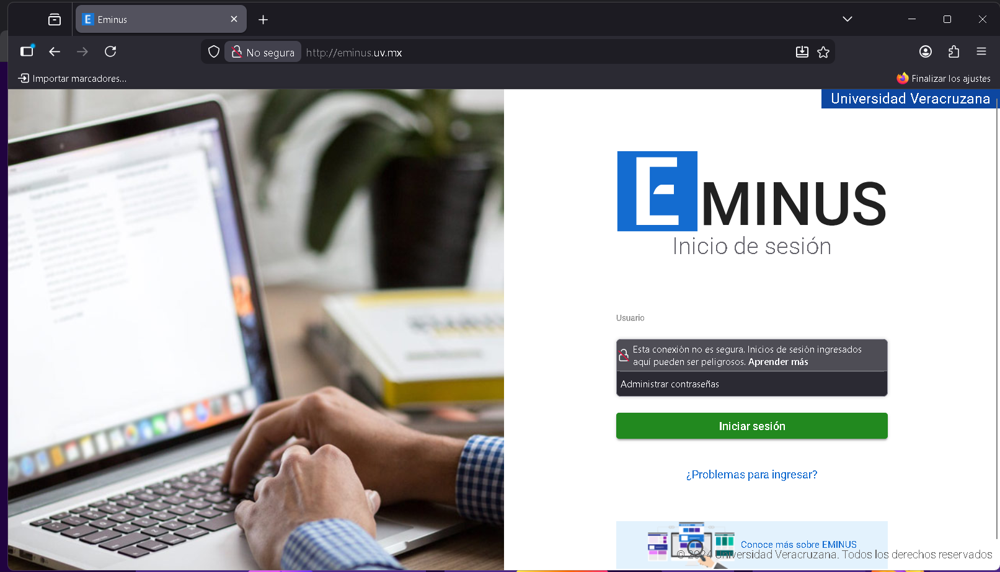 Eminus
No segura
http://eminus.uv.mx
Importar marcadores...
Finalizar los ajustes
Universidad Veracruzana
EMINUS
Inicio de sesión
Usuario
Esta conexión no es segura. Inicios de sesión ingresados
aquí pueden ser peligrosos. Aprender más
Administrar contraseñas
Iniciar sesión
¿Problemas para ingresar?
Conoce más sobre EMINUS
© 2024 Universidad Veracruzana. Todos los derechos reservados